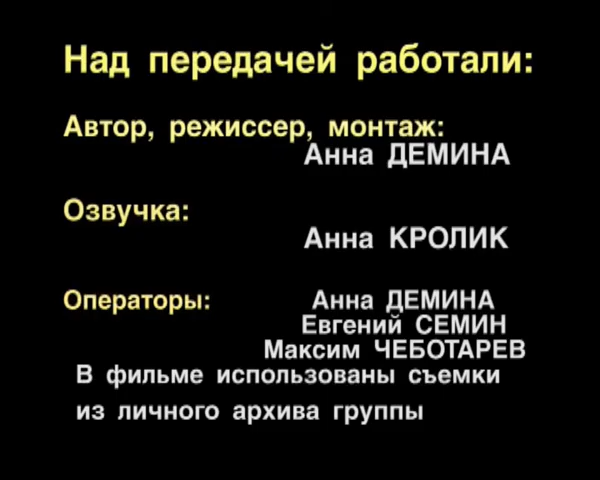 Над передачей работали:
Автор, режиссер, монтаж:
Анна ДЕМИНА
Озвучка:
Анна КРОЛИК
Операторы: Анна ДЕМИНА
Евгений СЕМИН
Максим ЧЕБОТАРЕВ
В фильме использованы съемки
из личного архива группы